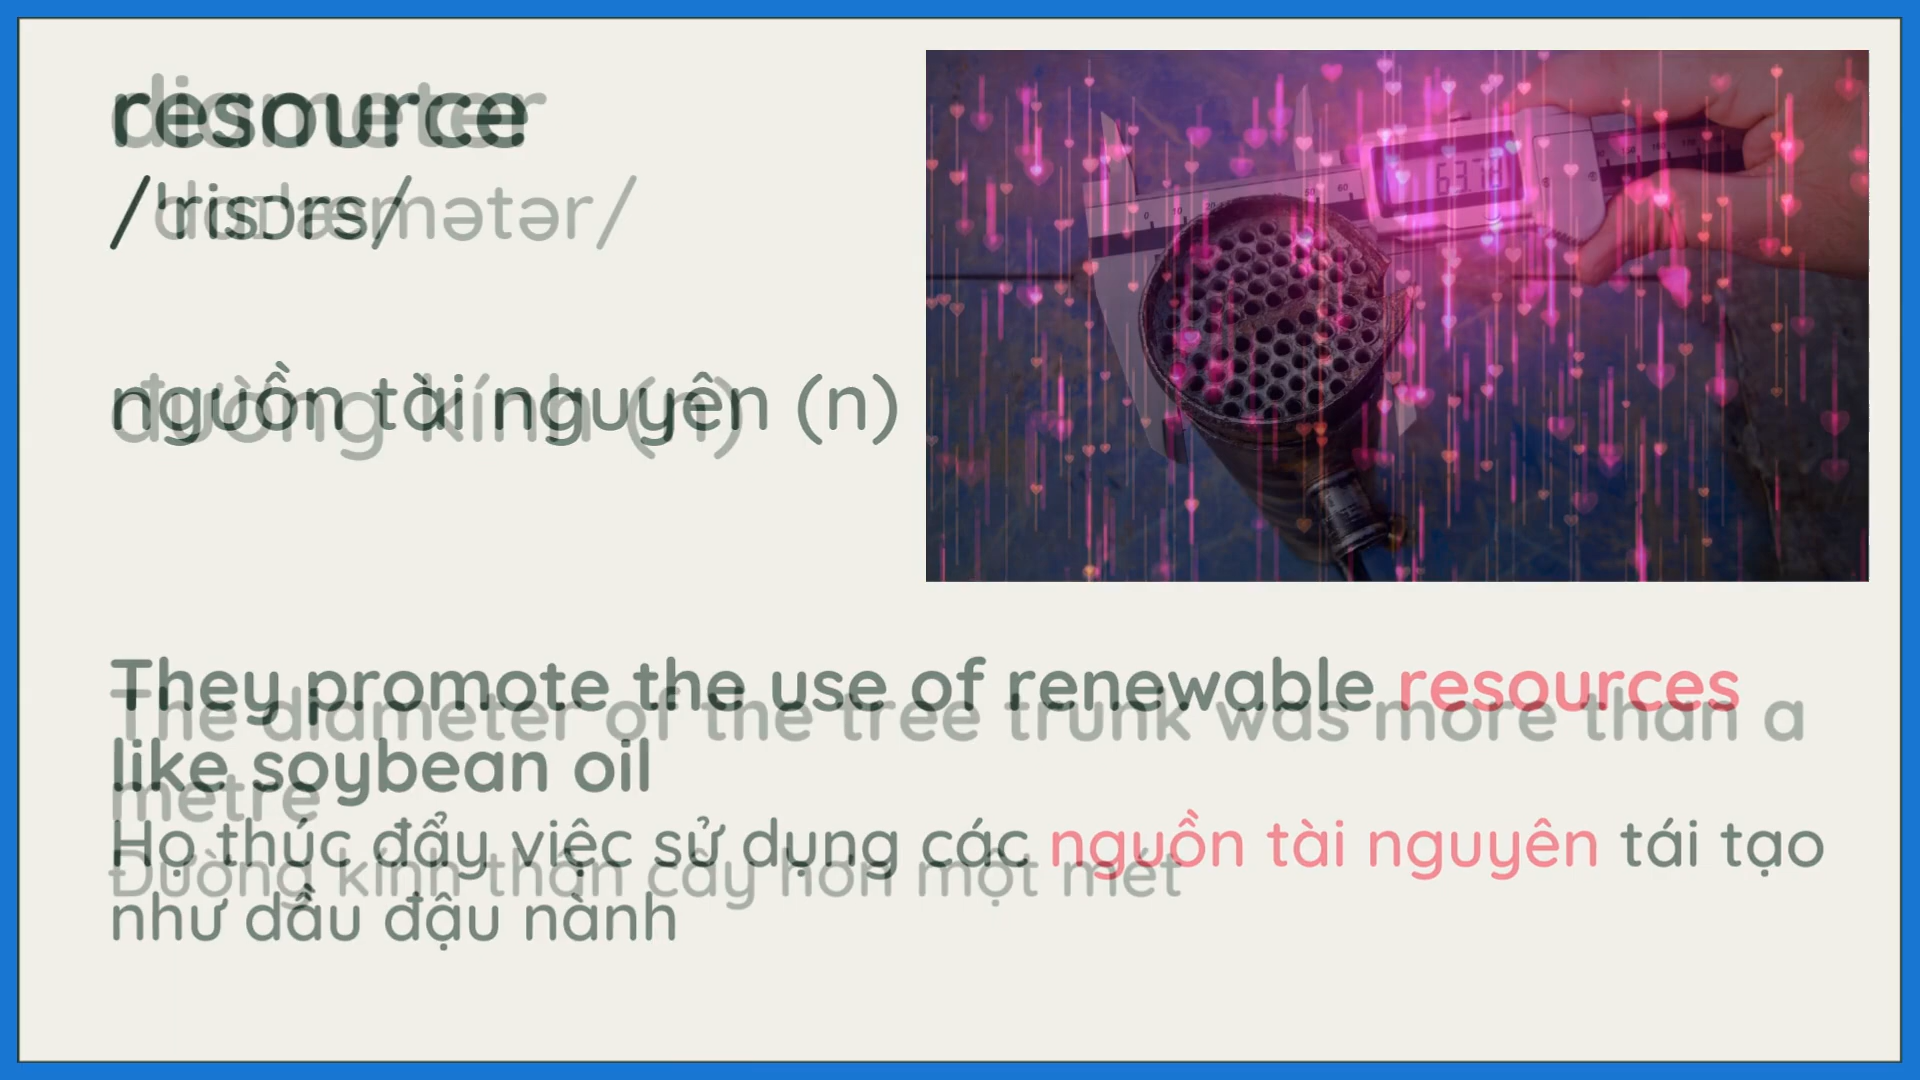 resource
diameter
/ˈrisɔrs/
/daɪˈæmətər/
nguồn tài nguyên (n)
đường kính (n)
63.78
They promote the use of renewable resources
The diameter of the tree trunk was more than a
like soybean oil
metre
Họ thúc đẩy việc sử dụng các nguồn tài nguyên tái tạo
Đường kính thân cây hơn một mét
như dầu đậu nành